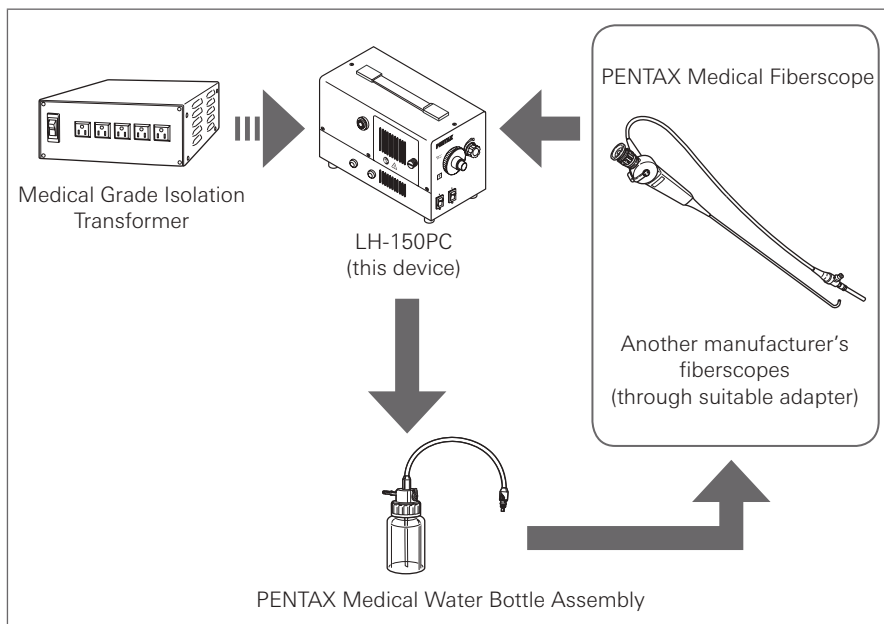 PENTAX Medical Fiberscope
PENTAX
Medical Grade Isolation
Transformer
LH-150PC
(this device)
Another manufacturer’s
fiberscopes
(through suitable adapter)
PENTAX Medical Water Bottle Assembly